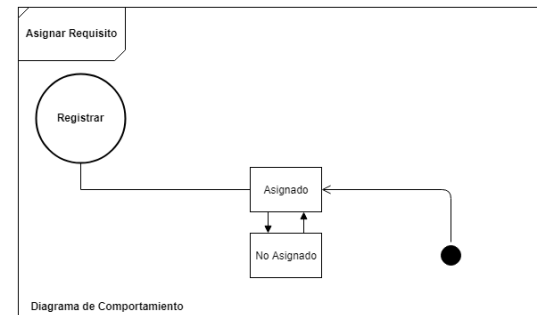 Asignar Requisito
Registrar
Asignado
No Asignado
Diagrama de Comportamiento